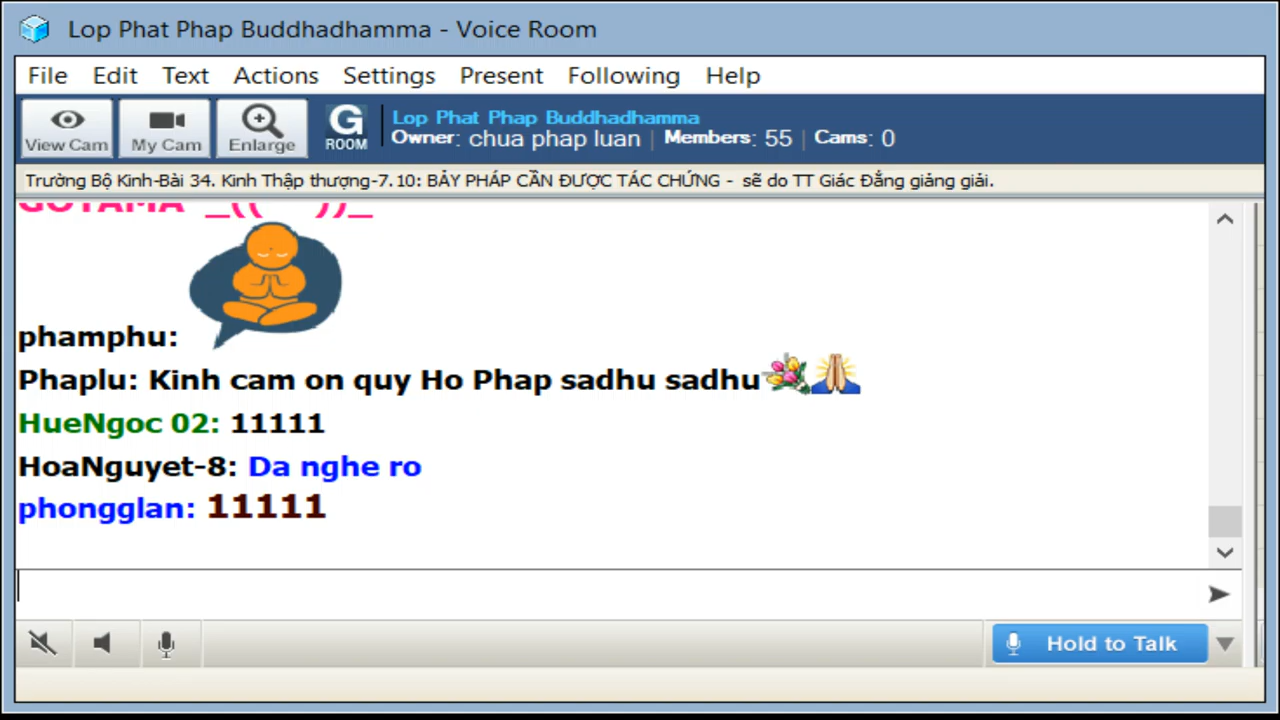 Lop Phat Phap Buddhadhamma - Voice Room
File Edit Text Actions Settings Present Following Help
View Cam My Cam Enlarge G ROOM
Lop Phat Phap Buddhadhamma
Owner: chua phap luan | Members: 55 | Cams: 0
Trường Bộ Kinh-Bài 34. Kinh Thập thượng-7.10: BẢY PHÁP CẦN ĐƯỢC TÁC CHỨNG - sẽ do TT Giác Đẳng giảng giải.
GOTAMA _(( ))_
phamphu:
Phaplu: Kinh cam on quy Ho Phap sadhu sadhu
HueNgoc 02: 11111
HoaNguyet-8: Da nghe ro
phongglan: 11111
Hold to Talk